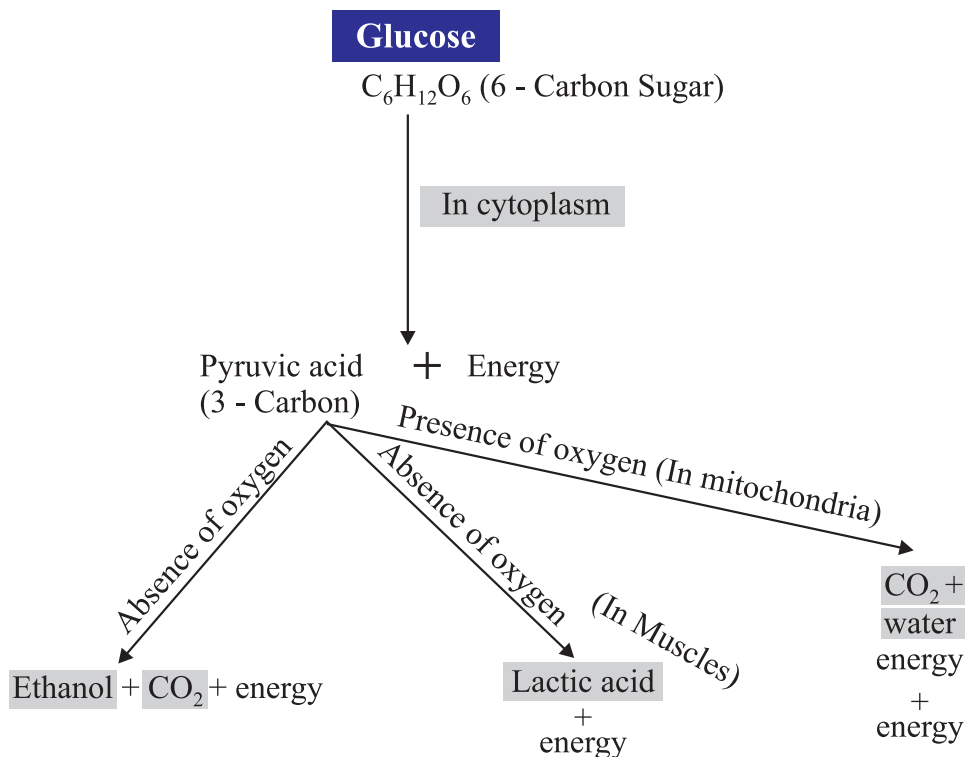 Glucose
C₆H₁₂O₆ (6 - Carbon Sugar)
In cytoplasm
Pyruvic acid + Energy
(3 - Carbon)
Absence of oxygen
Absence of oxygen
(In Muscles)
Presence of oxygen (In mitochondria)
Ethanol + CO₂ + energy
Lactic acid
+
energy
CO₂ +
water
energy
+
energy